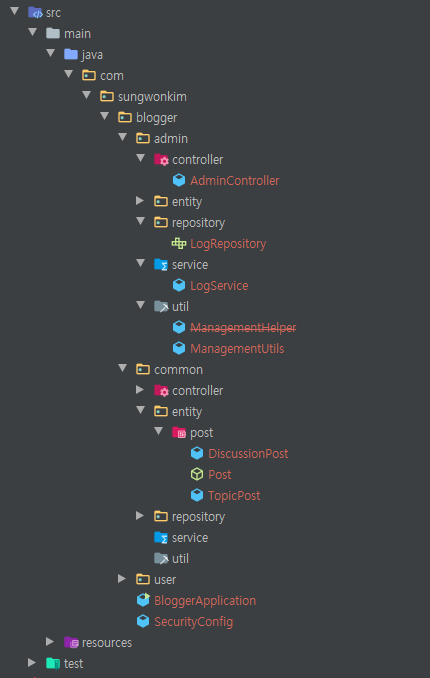 src
main
java
com
sungwonkim
blogger
admin
controller
AdminController
entity
repository
LogRepository
service
LogService
util
ManagementHelper
ManagementUtils
common
controller
entity
post
DiscussionPost
Post
TopicPost
repository
service
util
user
BloggerApplication
SecurityConfig
resources
test